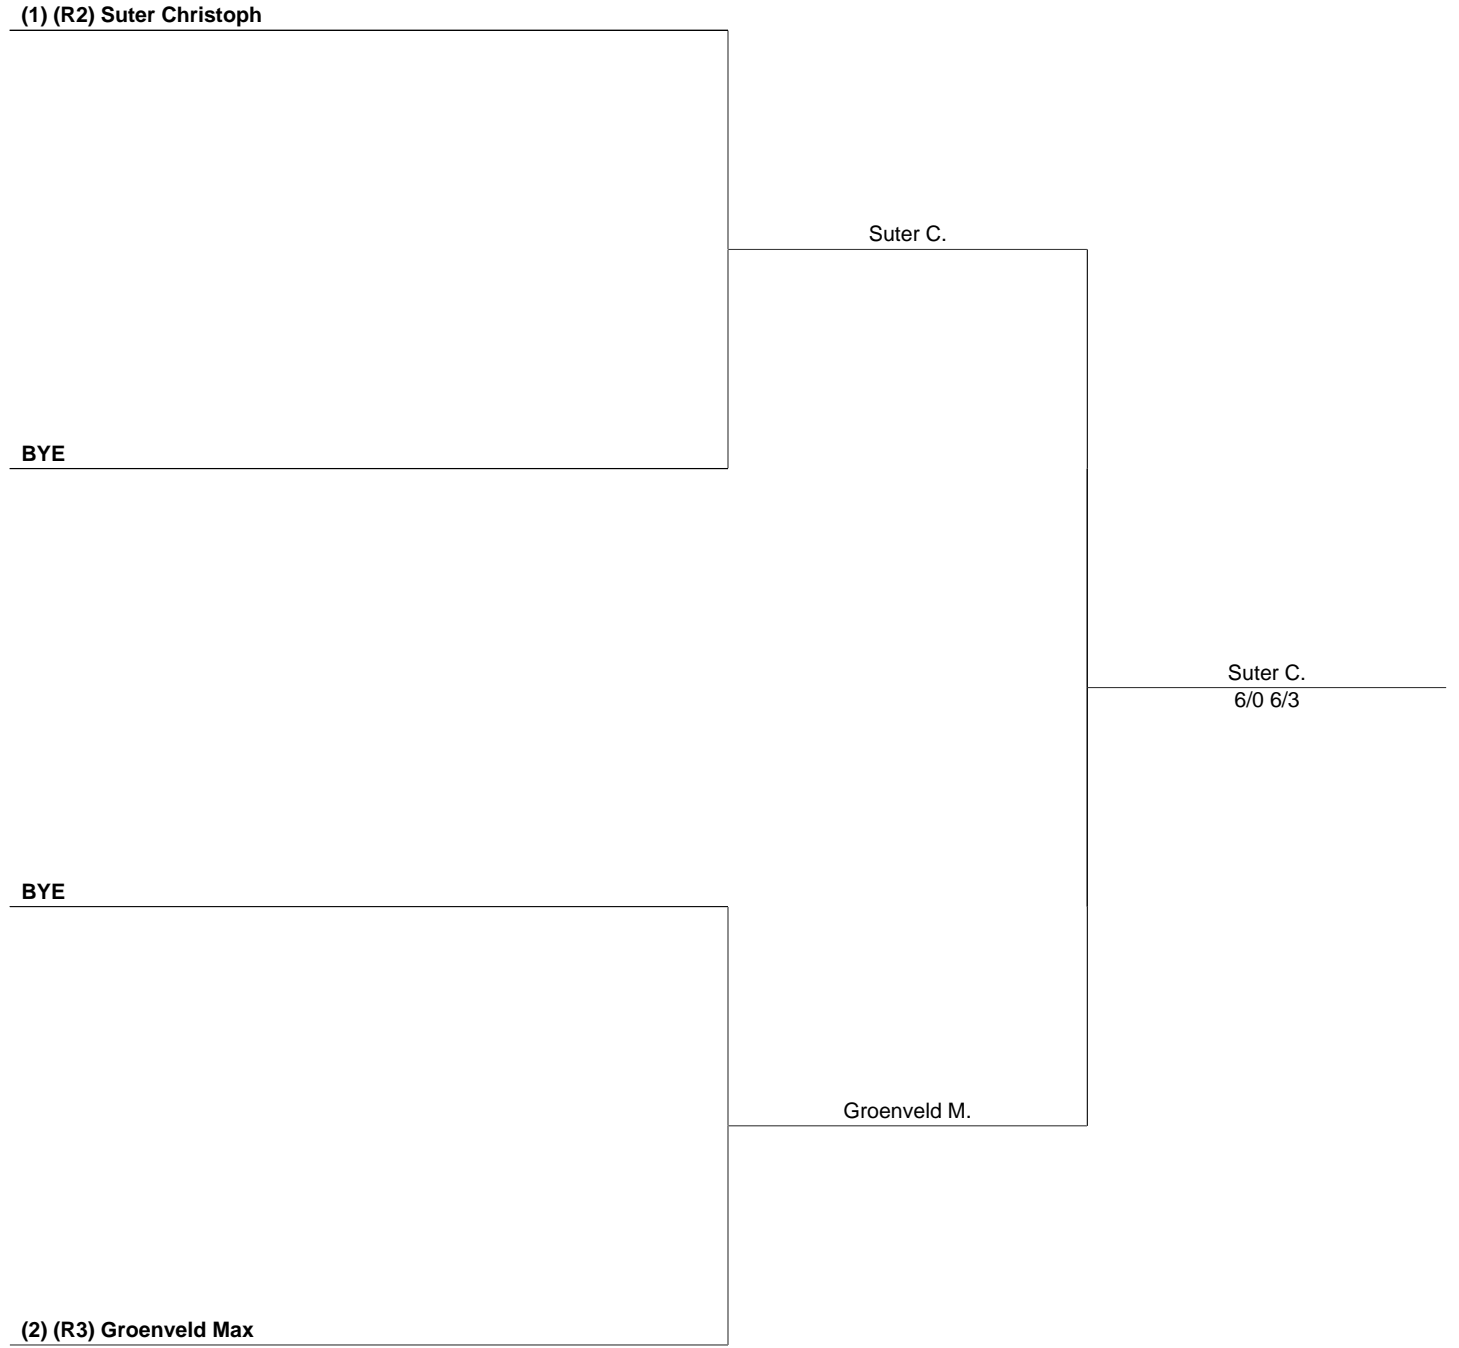 (1) (R2) Suter Christoph
Suter C.
BYE
Suter C.
6/0 6/3
BYE
Groenveld M.
(2) (R3) Groenveld Max